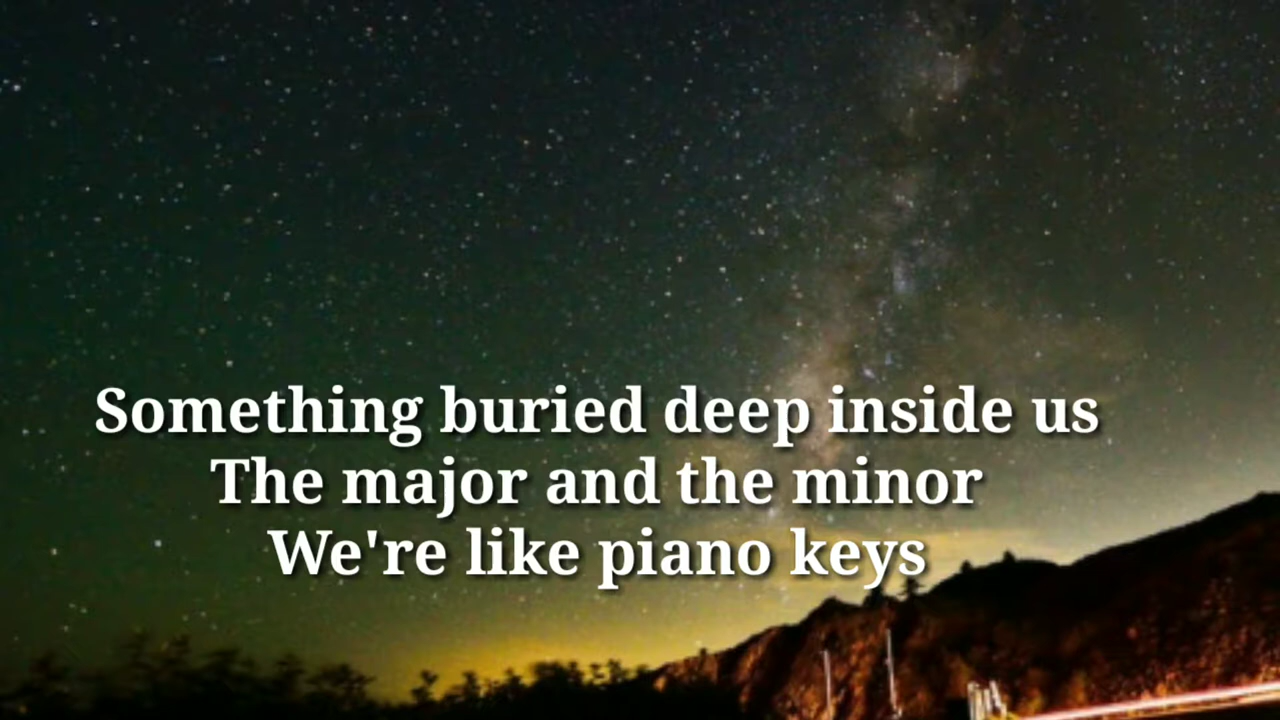 Something buried deep inside us
The major and the minor
We're like piano keys